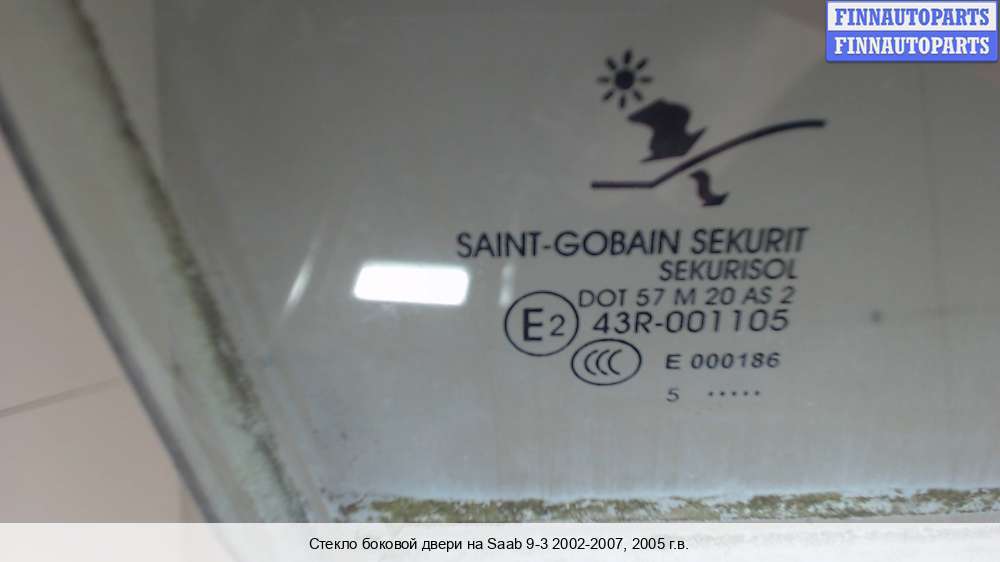 FINNAUTOPARTS
FINNAUTOPARTS
SAINT-GOBAIN SEKURIT
SEKURISOL
DOT 57 M 20 AS 2
E2 43R-001105
CCC E 000186
5 •••••
Стекло боковой двери на Saab 9-3 2002-2007, 2005 г.в.